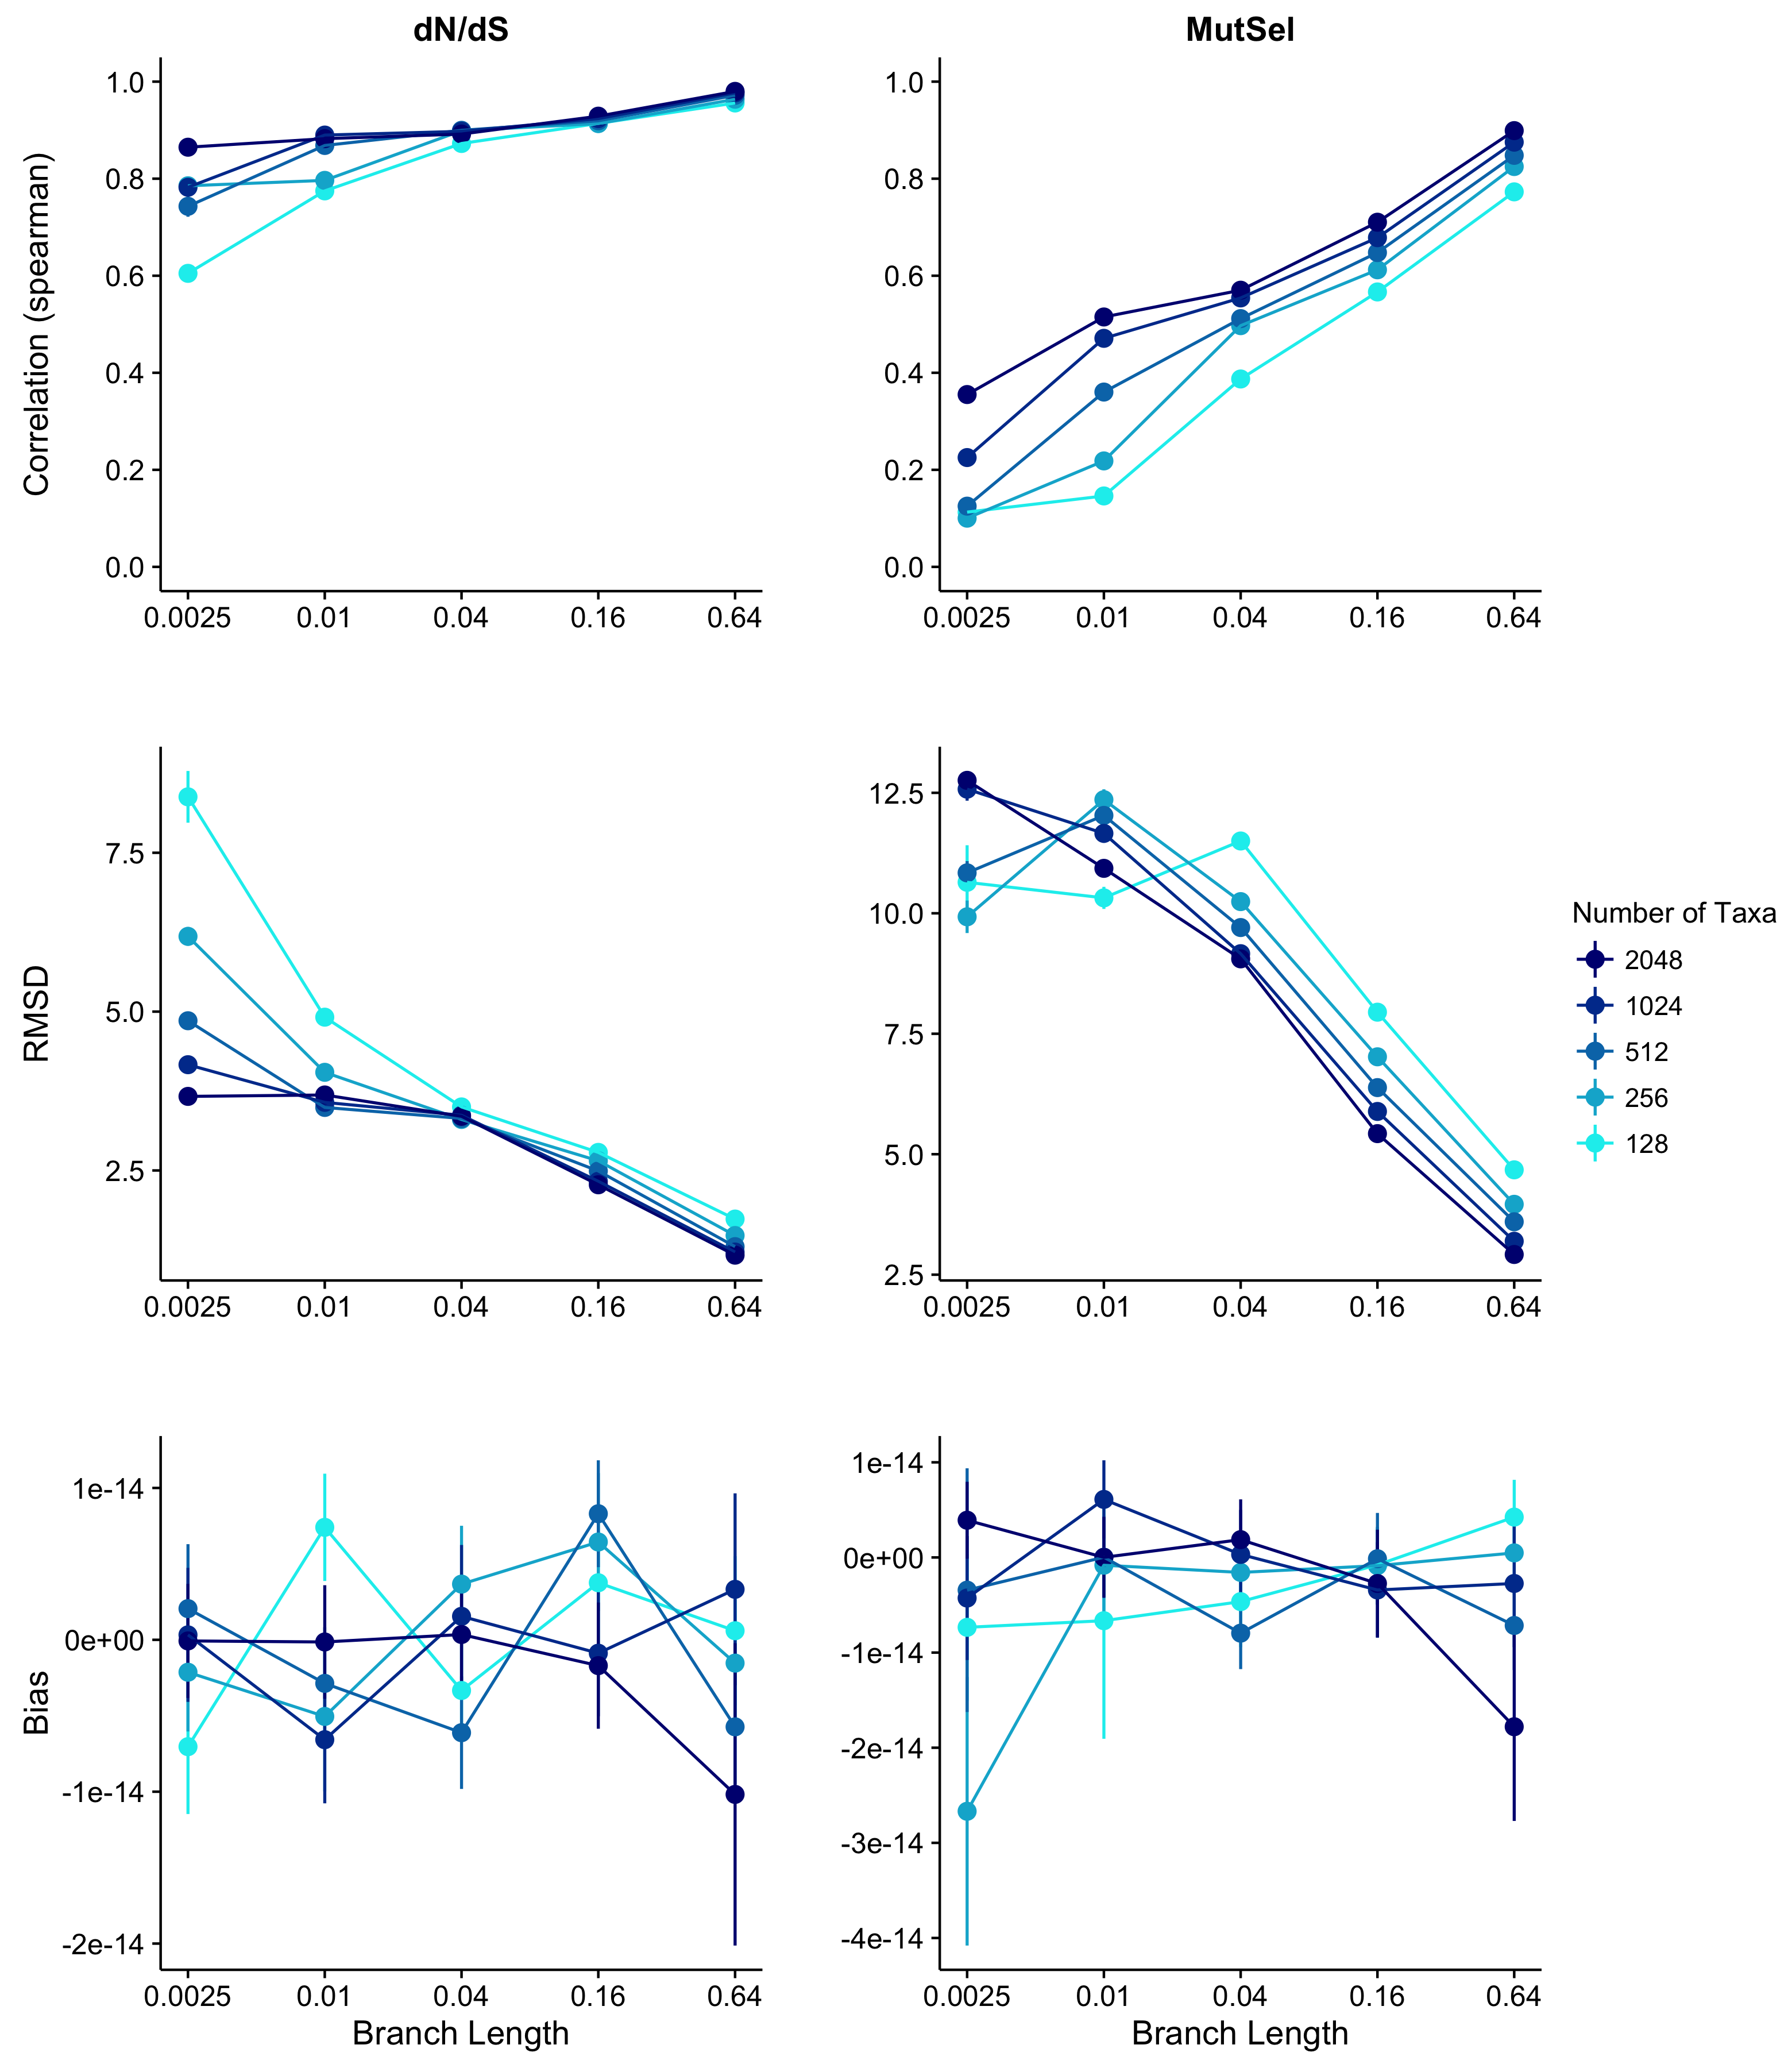 dN/dS
MutSel
Correlation (spearman)
1.0
0.8
0.6
0.4
0.2
0.0
0.0025 0.01 0.04 0.16 0.64
1.0
0.8
0.6
0.4
0.2
0.0
0.0025 0.01 0.04 0.16 0.64
RMSD
7.5
5.0
2.5
0.0025 0.01 0.04 0.16 0.64
12.5
10.0
7.5
5.0
2.5
0.0025 0.01 0.04 0.16 0.64
Number of Taxa
2048
1024
512
256
128
Bias
1e-14
0e+00
-1e-14
-2e-14
0.0025 0.01 0.04 0.16 0.64
Branch Length
1e-14
0e+00
-1e-14
-2e-14
-3e-14
-4e-14
0.0025 0.01 0.04 0.16 0.64
Branch Length